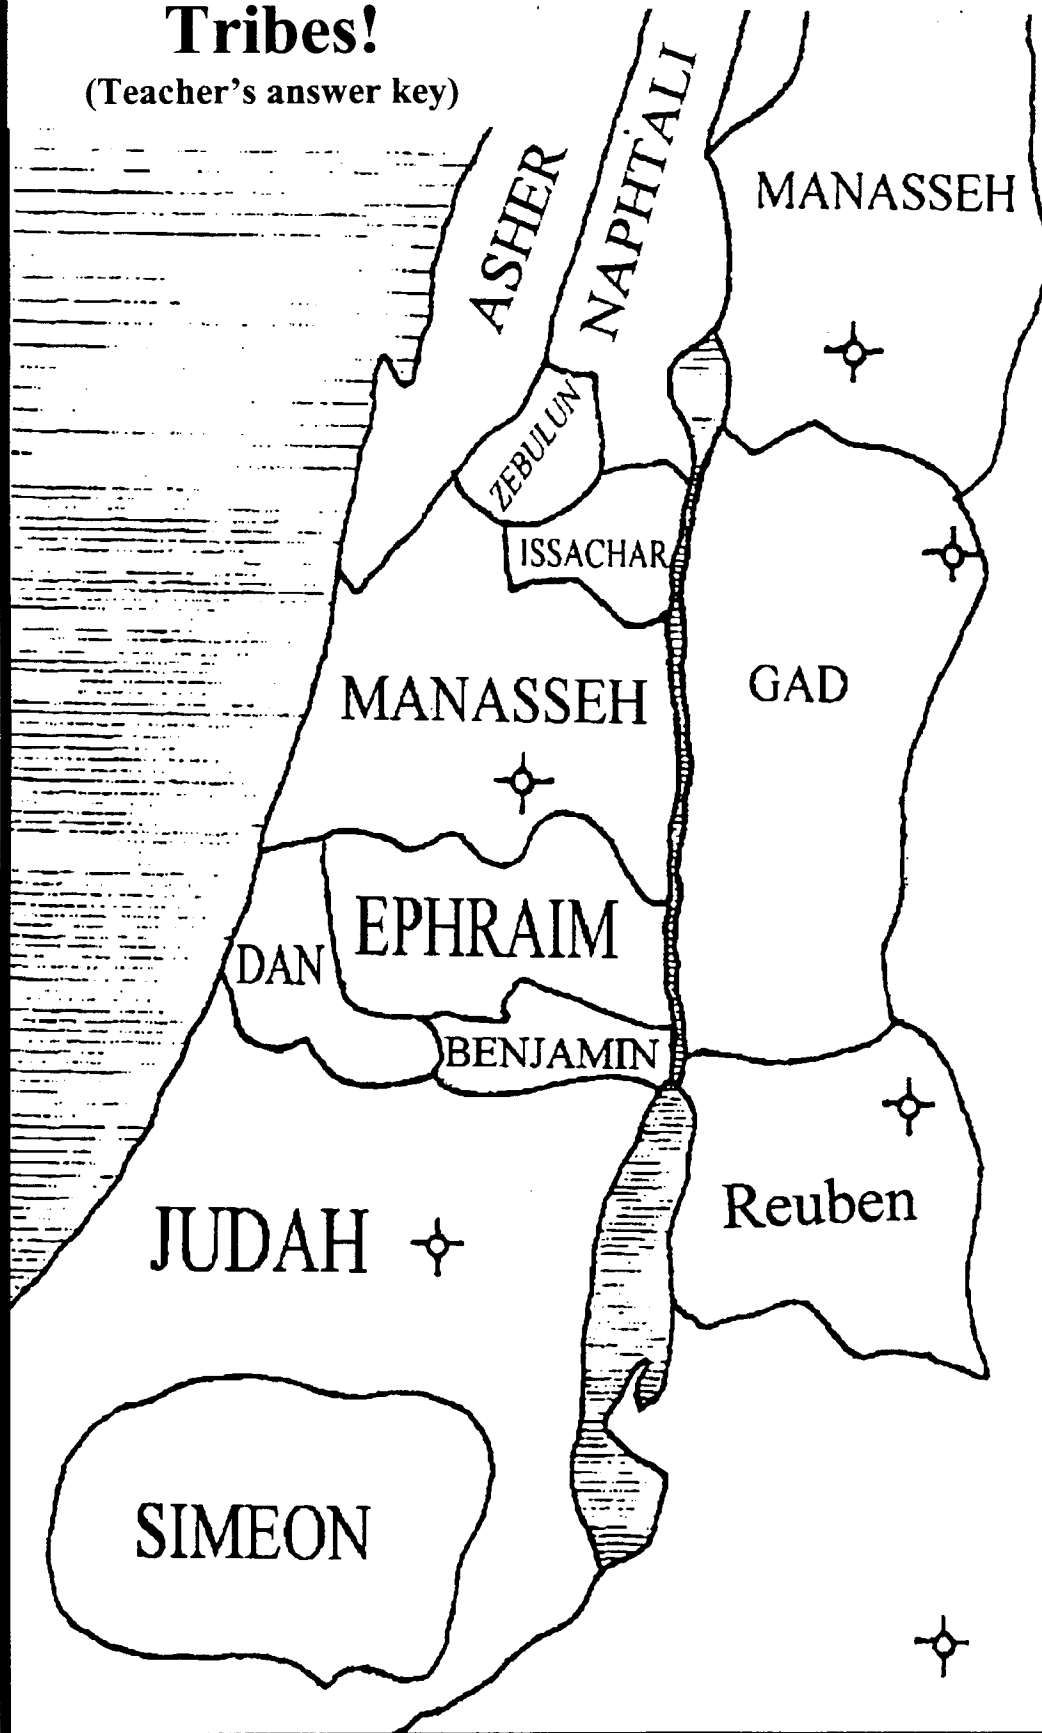 Tribes!
(Teacher's answer key)
ASHER
NAPHTALI
MANASSEH
ZEBULUN
ISSACHAR
MANASSEH
GAD
EPHRAIM
DAN
BENJAMIN
Reuben
JUDAH
SIMEON